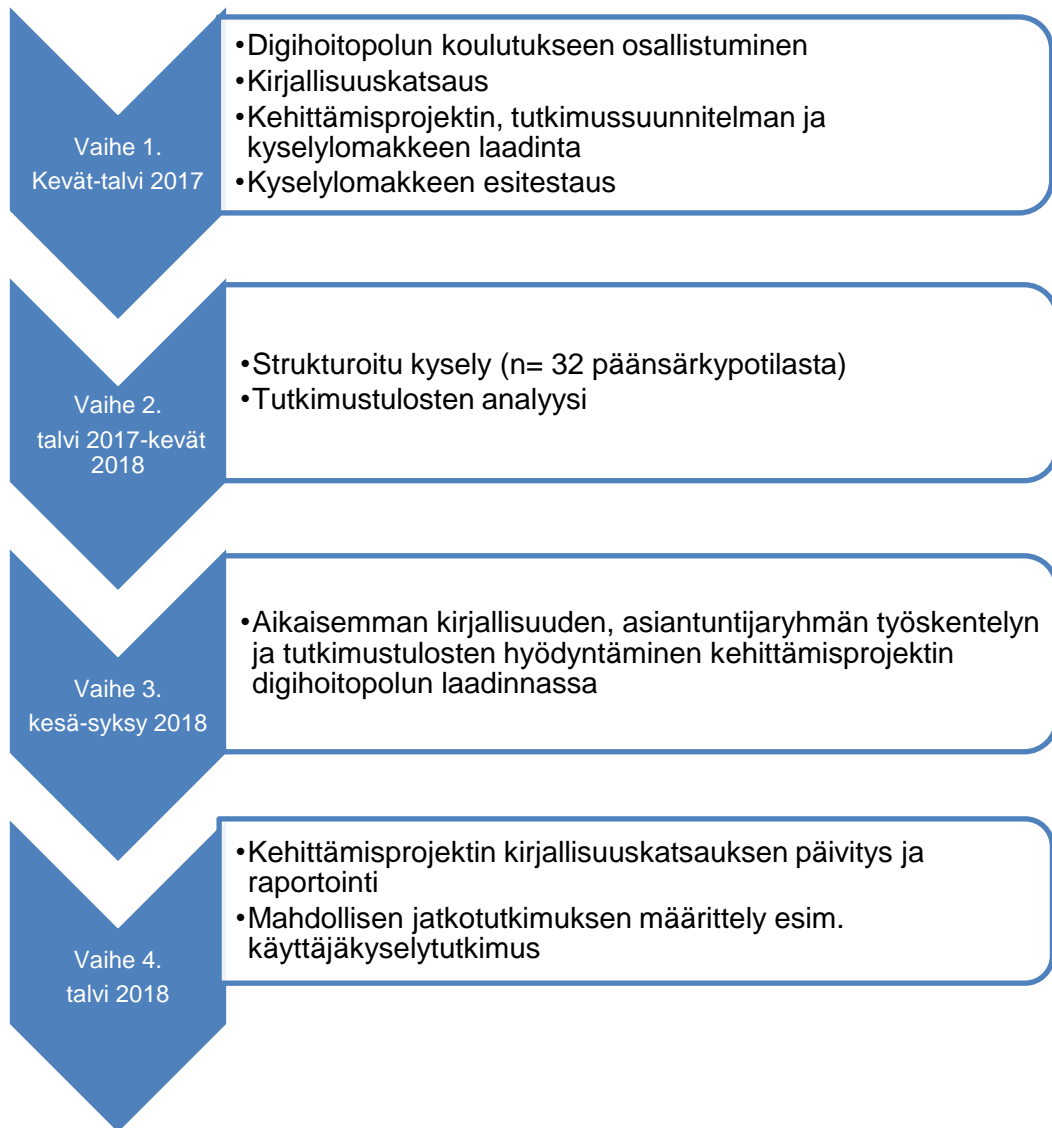 Vaihe 1.
Kevät-talvi 2017
•Digihoitopolun koulutukseen osallistuminen
•Kirjallisuuskatsaus
•Kehittämisprojektin, tutkimussuunnitelman ja
kyselylomakkeen laadinta
•Kyselylomakkeen esitestaus
Vaihe 2.
talvi 2017-kevät
2018
•Strukturoitu kysely (n= 32 päänsärkypotilasta)
•Tutkimustulosten analyysi
Vaihe 3.
kesä-syksy 2018
•Aikaisemman kirjallisuuden, asiantuntijaryhmän työskentelyn
ja tutkimustulosten hyödyntäminen kehittämisprojektin
digihoitopolun laadinnassa
Vaihe 4.
talvi 2018
•Kehittämisprojektin kirjallisuuskatsauksen päivitys ja
raportointi
•Mahdollisen jatkotutkimuksen määrittely esim.
käyttäjäkyselytutkimus